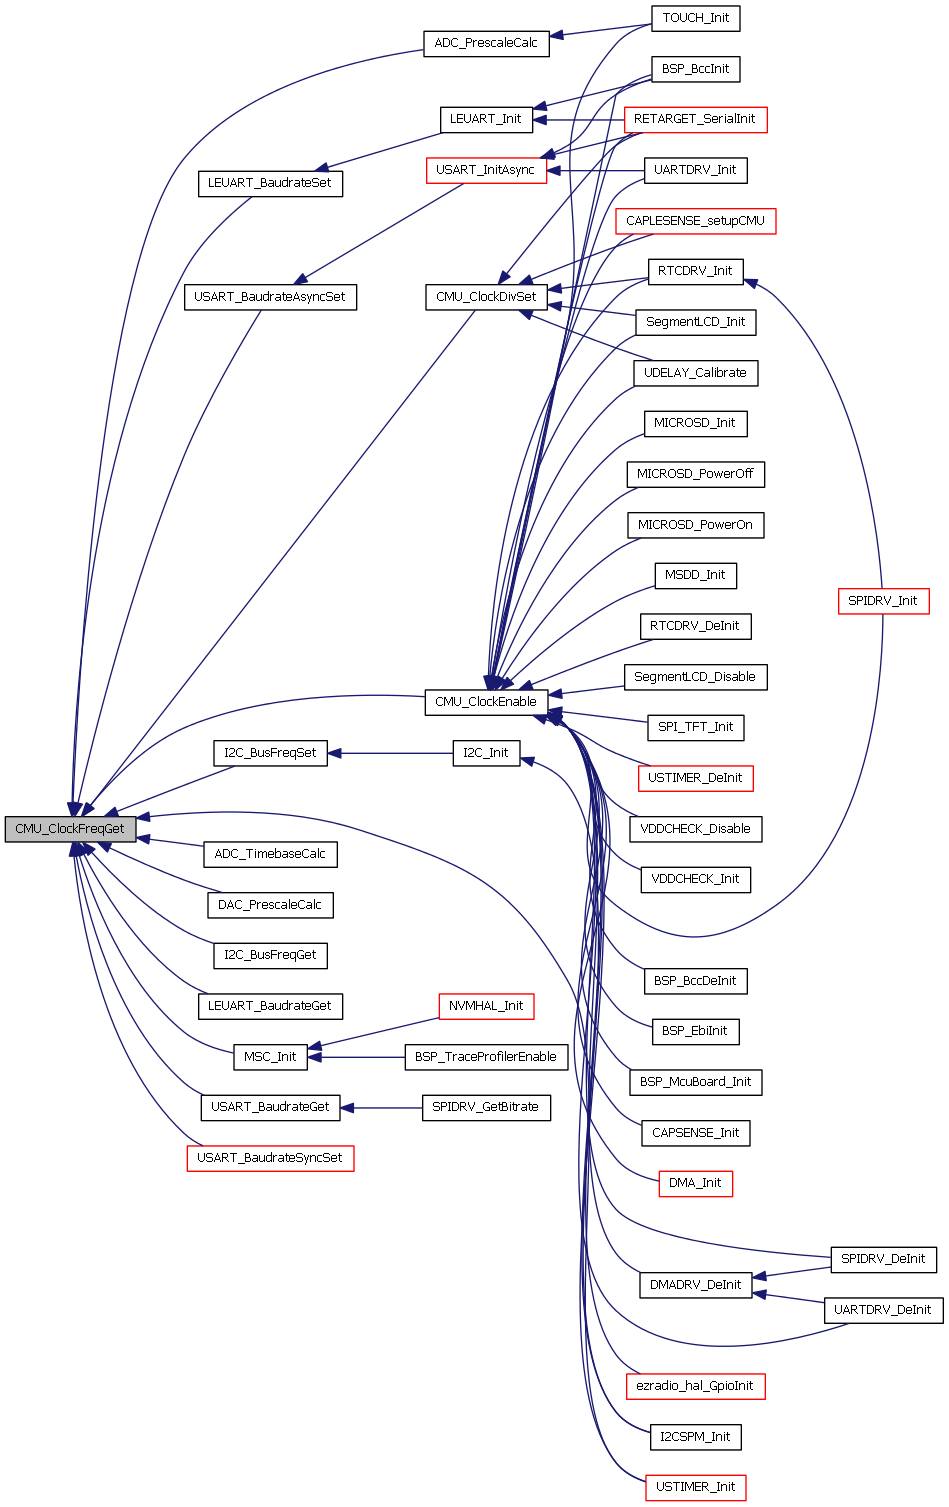 TOUCH_Init
ADC_PrescaleCalc
BSP_BccInit
LEUART_Init
RETARGET_SerialInit
USART_InitAsync
UARTDRV_Init
LEUART_BaudrateSet
CAPLESENSE_setupCMU
RTCDRV_Init
USART_BaudrateAsyncSet
CMU_ClockDivSet
SegmentLCD_Init
UDELAY_Calibrate
MICROSD_Init
MICROSD_PowerOff
MICROSD_PowerOn
MSDD_Init
SPIDRV_Init
RTCDRV_DeInit
SegmentLCD_Disable
CMU_ClockEnable
SPI_TFT_Init
I2C_BusFreqSet
I2C_Init
USTIMER_DeInit
CMU_ClockFreqGet
VDDCHECK_Disable
ADC_TimebaseCalc
VDDCHECK_Init
DAC_PrescaleCalc
I2C_BusFreqGet
BSP_BccDeInit
LEUART_BaudrateGet
NVMHAL_Init
BSP_EbiInit
MSC_Init
BSP_TraceProfilerEnable
BSP_McuBoard_Init
USART_BaudrateGet
SPIDRV_GetBitrate
CAPSENSE_Init
USART_BaudrateSyncSet
DMA_Init
SPIDRV_DeInit
DMADRV_DeInit
UARTDRV_DeInit
ezradio_hal_GpioInit
I2CSPM_Init
USTIMER_Init